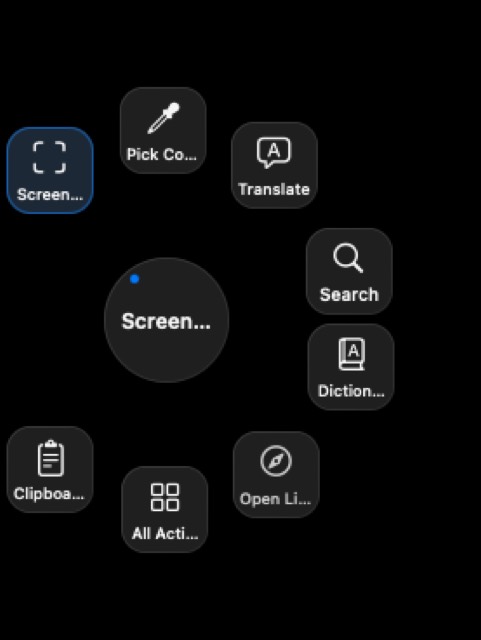 Pick Co...
Screen...
A
Translate
Search
Screen...
A
Diction...
Clipboa...
Open Li...
All Acti...